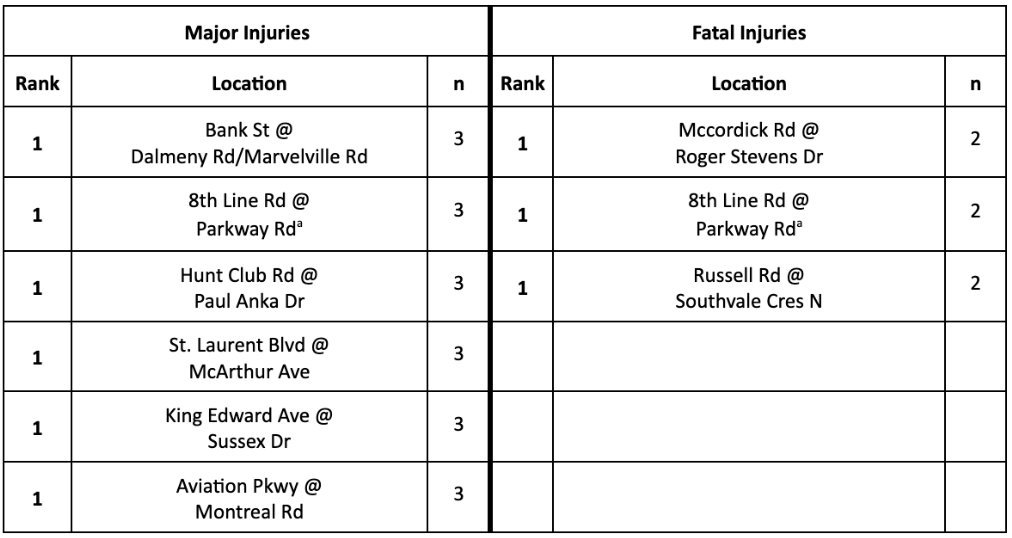 Major Injuries
Fatal Injuries
Rank Location n Rank Location n
1 Bank St @
Dalmeny Rd/Marvelville Rd 3
1 Mccordick Rd @
Roger Stevens Dr 2
1 8th Line Rd @
Parkway Rdᵃ 3
1 8th Line Rd @
Parkway Rdᵃ 2
1 Hunt Club Rd @
Paul Anka Dr 3
1 Russell Rd @
Southvale Cres N 2
1 St. Laurent Blvd @
McArthur Ave 3
1 King Edward Ave @
Sussex Dr 3
1 Aviation Pkwy @
Montreal Rd 3